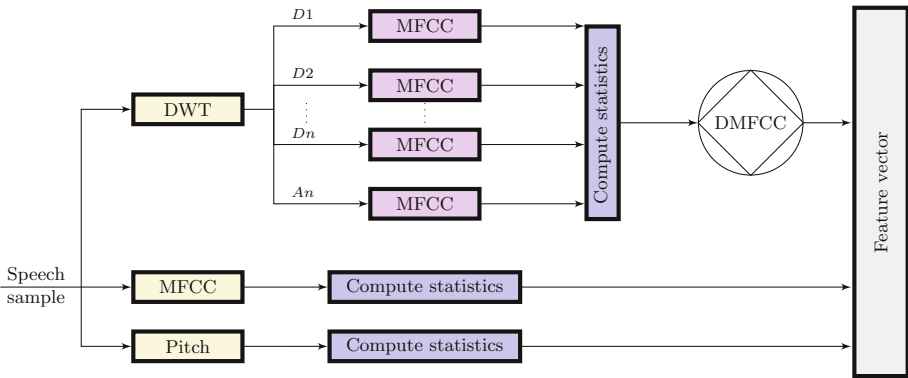 D1
MFCC
D2
MFCC
DWT
Dn
MFCC
An
MFCC
Compute statistics
DMFCC
Feature vector
Speech
sample
MFCC
Compute statistics
Pitch
Compute statistics